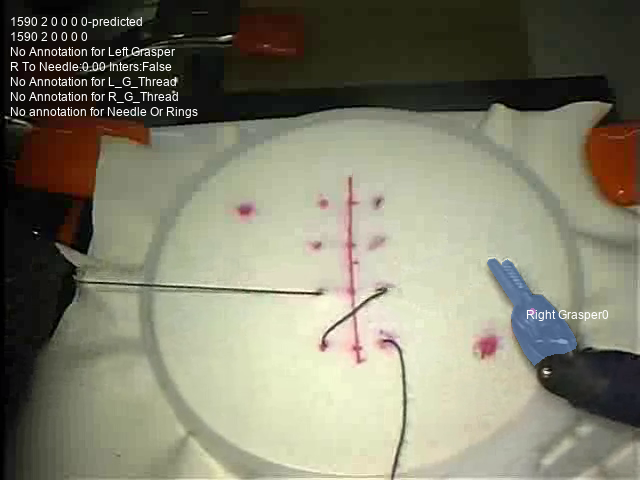 1590 2 0 0 0 0-predicted
1590 2 0 0 0 0
No Annotation for Left Grasper
R To Needle:0.00 Inters:False
No Annotation for L_G_Thread
No Annotation for R_G_Thread
No annotation for Needle Or Rings
Right Grasper0